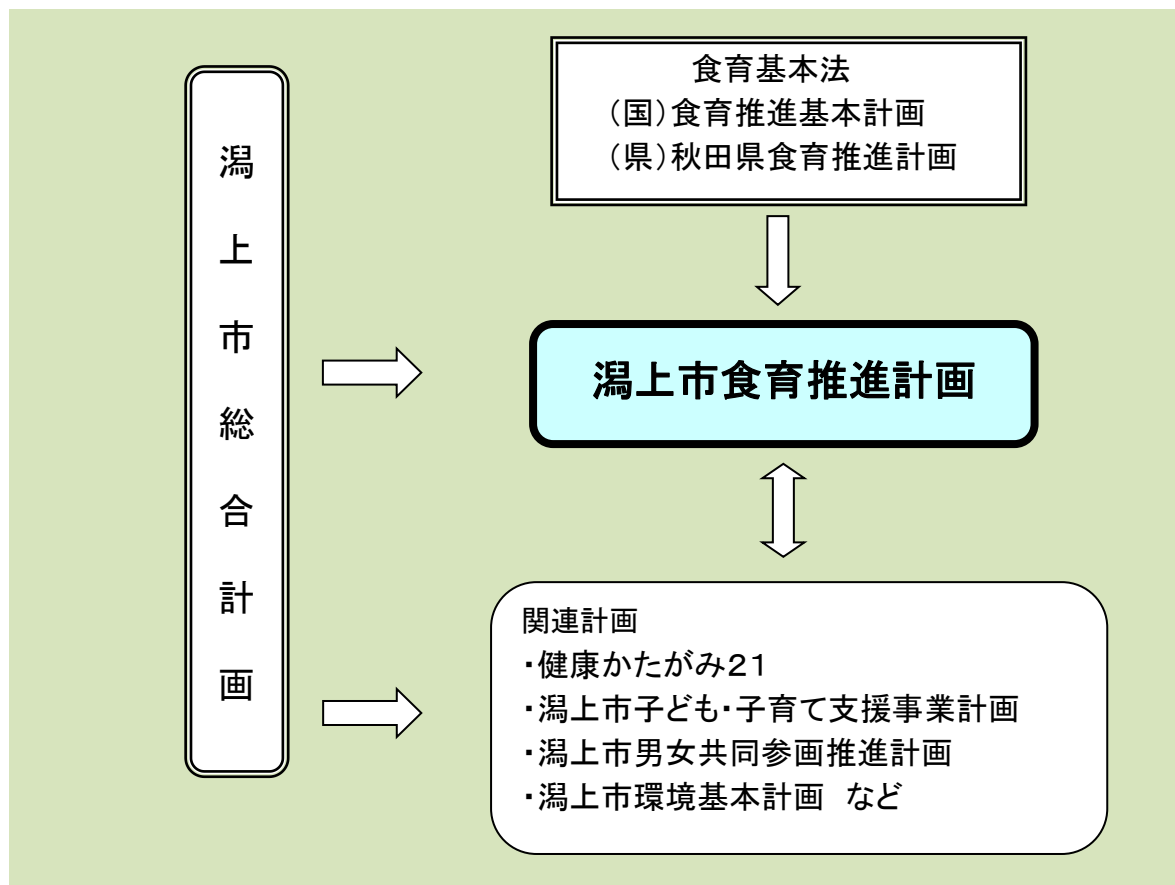 潟上市総合計画
食育基本法
（国）食育推進基本計画
（県）秋田県食育推進計画
潟上市食育推進計画
関連計画
・健康かたがみ２１
・潟上市子ども・子育て支援事業計画
・潟上市男女共同参画推進計画
・潟上市環境基本計画　など